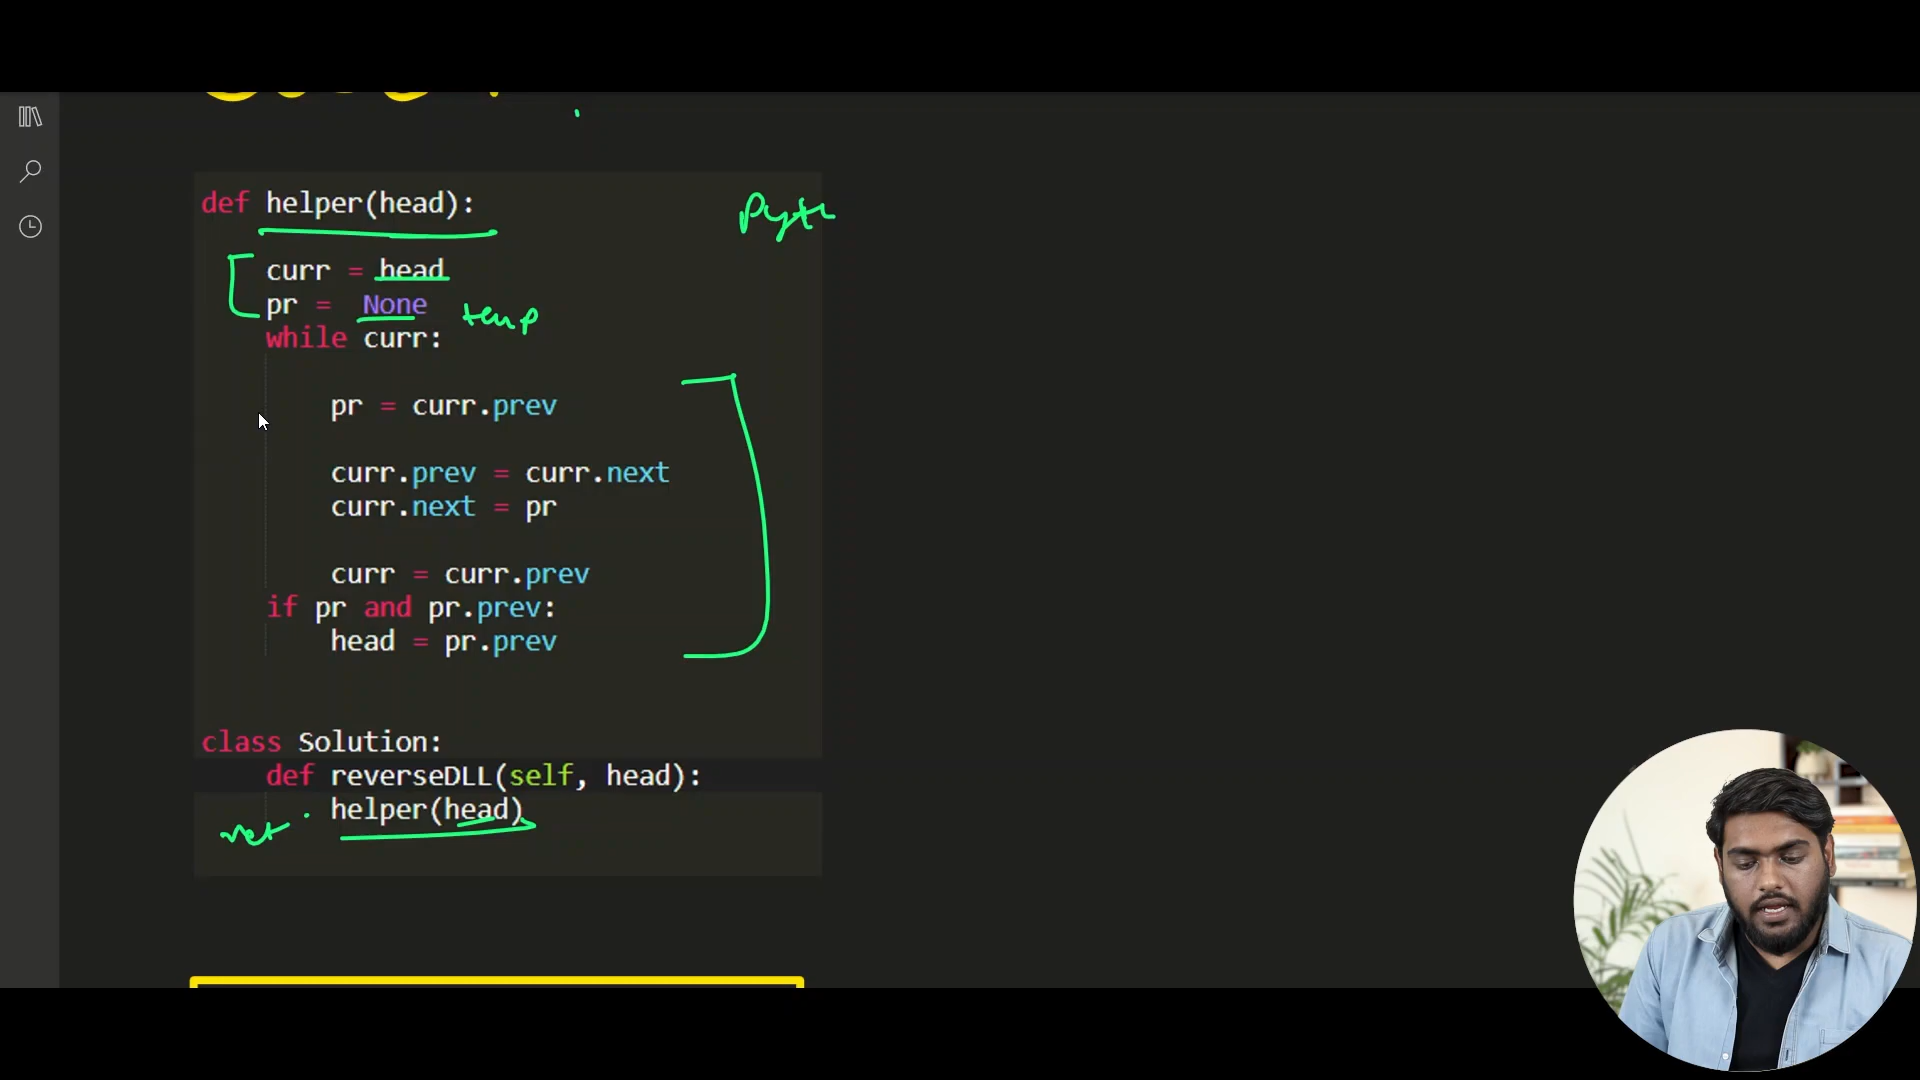 def helper(head):
Pyth
curr = head
pr = None
temp
while curr:
pr = curr.prev
curr.prev = curr.next
curr.next = pr
curr = curr.prev
if pr and pr.prev:
head = pr.prev
class Solution:
def reverseDLL(self, head):
helper(head)
ret